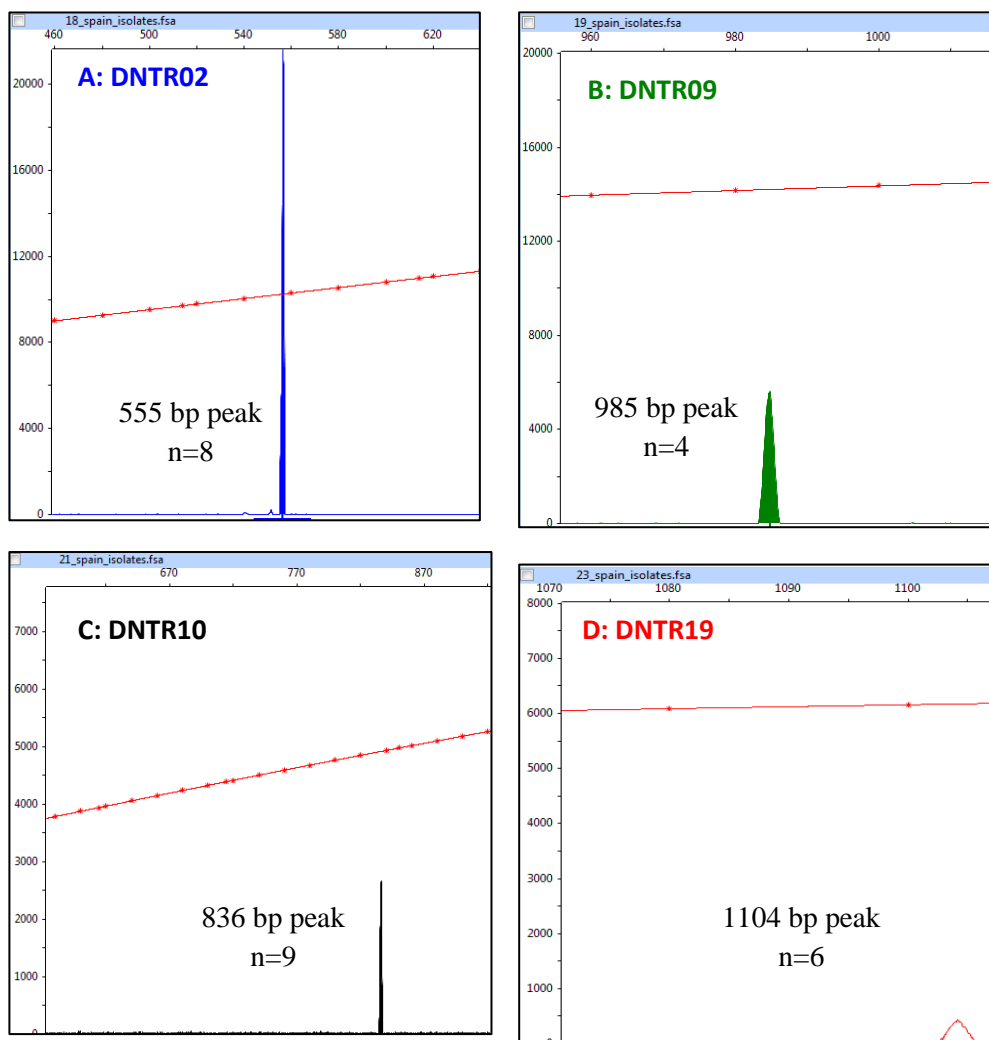 18_spain_isolates.fsa
460 500 540 580 620
A: DNTR02
20000
16000
12000
8000
4000
0
555 bp peak
n=8
19_spain_isolates.fsa
960 980 1000
20000
B: DNTR09
16000
12000
8000
4000
0
985 bp peak
n=4
21_spain_isolates.fsa
670 770 870
C: DNTR10
7000
6000
5000
4000
3000
2000
1000
0
836 bp peak
n=9
23_spain_isolates.fsa
1070 1080 1090 1100
8000
D: DNTR19
7000
6000
5000
4000
3000
2000
1000
0
1104 bp peak
n=6